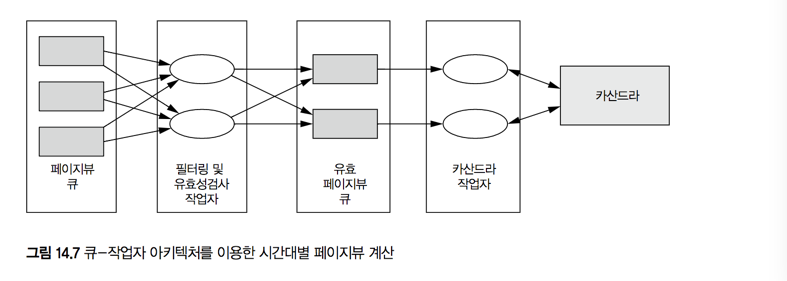 페이지뷰
큐
필터링 및
유효성검사
작업자
유효
페이지뷰
큐
카산드라
작업자
카산드라
그림 14.7 큐–작업자 아키텍처를 이용한 시간대별 페이지뷰 계산